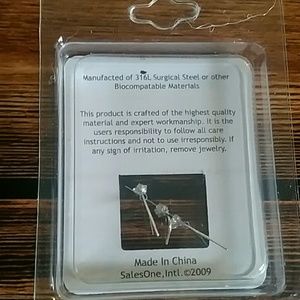 Manufacted of 316L Surgical Steel or other
Biocompatable Materials
This product is crafted of the highest quality
material and expert workmanship. It is the
users responsibility to follow all care
instructions and not to use irresponsibly. If
any sign of irritation, remove jewelry.
Made In China
SalesOne,Intl.©2009